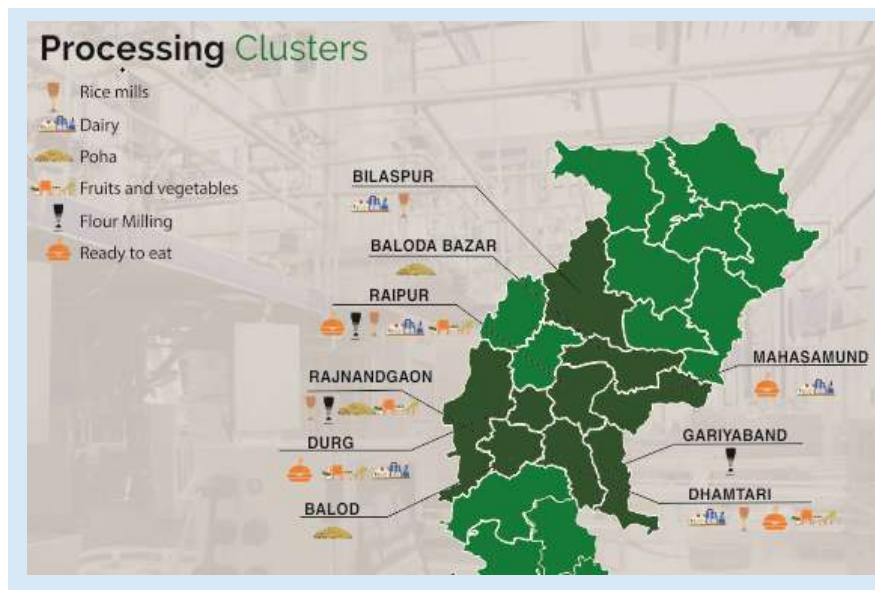 Processing Clusters
Rice mills
Dairy
Poha
Fruits and vegetables
Flour Milling
Ready to eat
BILASPUR
BALODA BAZAR
RAIPUR
RAJNANDGAON
DURG
BALOD
MAHASAMUND
GARIYABAND
DHAMTARI